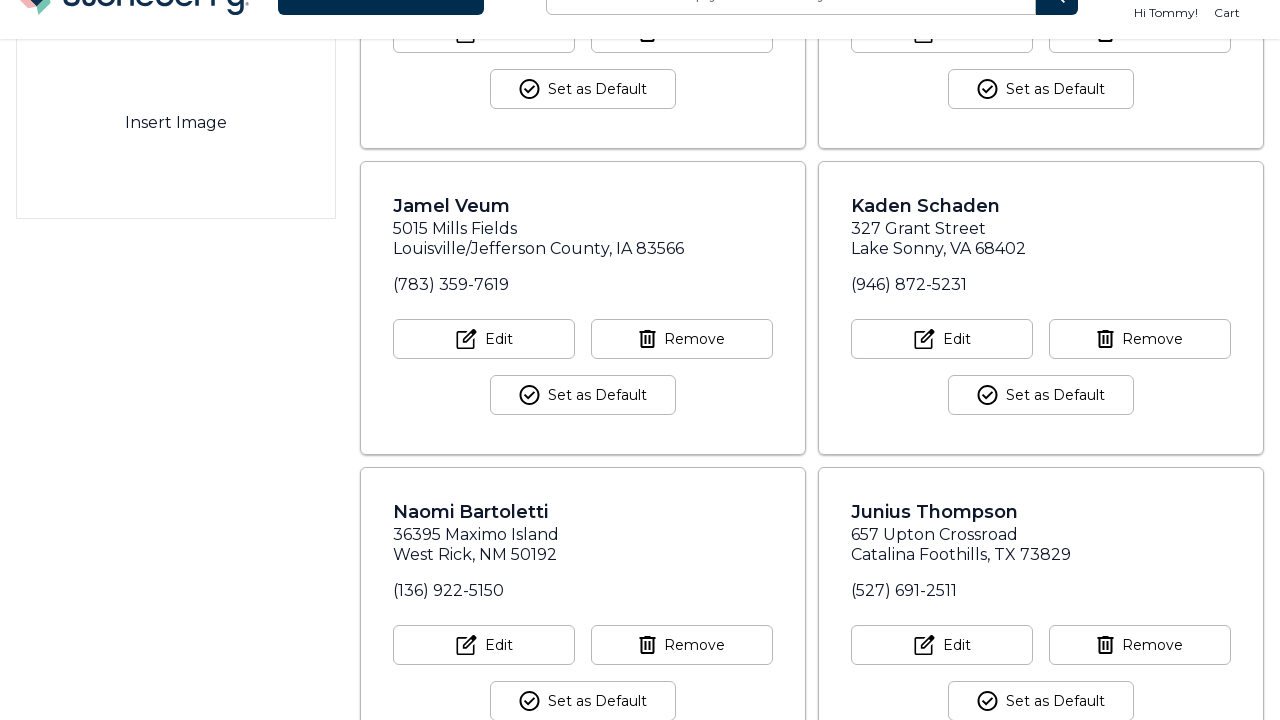 Hi Tommy! Cart
Insert Image
Set as Default
Set as Default
Jamel Veum
5015 Mills Fields
Louisville/Jefferson County, IA 83566
(783) 359-7619
Edit
Remove
Set as Default
Kaden Schaden
327 Grant Street
Lake Sonny, VA 68402
(946) 872-5231
Edit
Remove
Set as Default
Naomi Bartoletti
36395 Maximo Island
West Rick, NM 50192
(136) 922-5150
Edit
Remove
Set as Default
Junius Thompson
657 Upton Crossroad
Catalina Foothills, TX 73829
(527) 691-2511
Edit
Remove
Set as Default